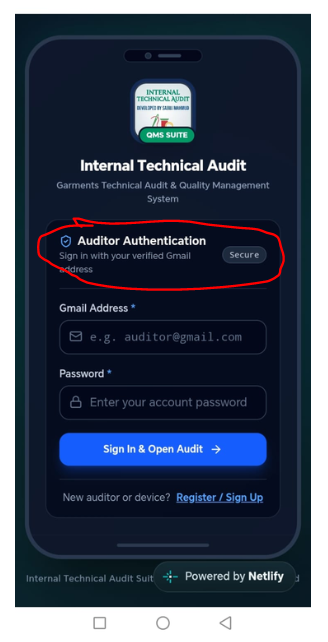 INTERNAL
TECHNICAL AUDIT
QMS SUITE
Internal Technical Audit
Garments Technical Audit & Quality Management
System
Auditor Authentication
Sign in with your verified Gmail
address
Secure
Gmail Address *
e.g. auditor@gmail.com
Password *
Enter your account password
Sign In & Open Audit →
New auditor or device? Register / Sign Up
Internal Technical Audit Suit
Powered by Netlify